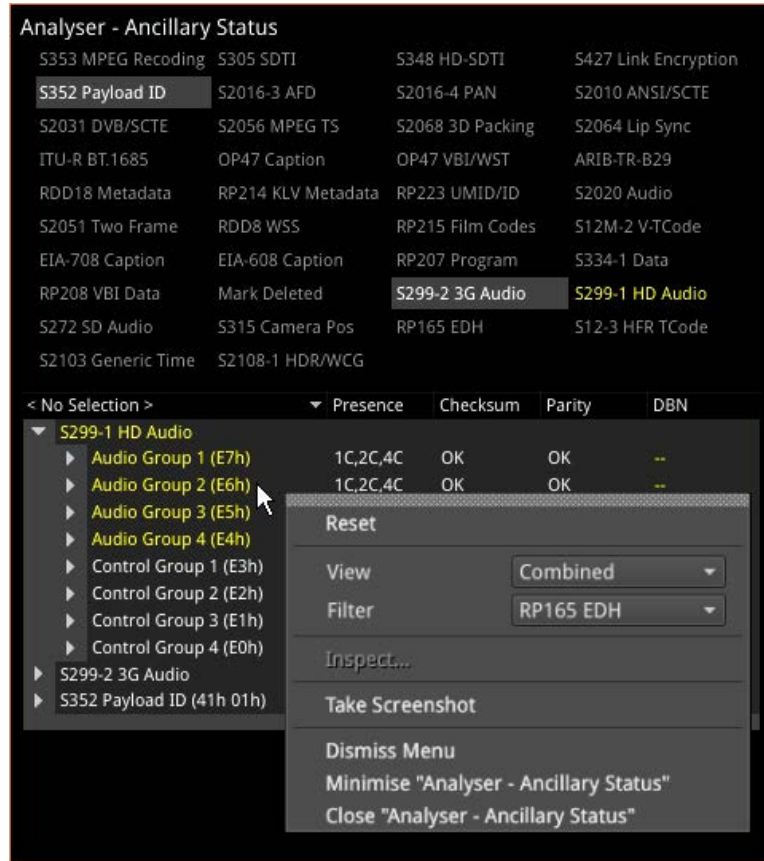 Analyser - Ancillary Status
S353 MPEG Recoding S305 SDTI S348 HD-SDTI S427 Link Encryption
S352 Payload ID S2016-3 AFD S2016-4 PAN S2010 ANSI/SCTE
S2031 DVB/SCTE S2056 MPEG TS S2068 3D Packing S2064 Lip Sync
ITU-R BT.1685 OP47 Caption OP47 VBI/WST ARIB-TR-B29
RDD18 Metadata RP214 KLV Metadata RP223 UMID/ID S2020 Audio
S2051 Two Frame RDD8 WSS RP215 Film Codes S12M-2 V-TCode
EIA-708 Caption EIA-608 Caption RP207 Program S334-1 Data
RP208 VBI Data Mark Deleted S299-2 3G Audio S299-1 HD Audio
S272 SD Audio S315 Camera Pos RP165 EDH S12-3 HFR TCode
S2103 Generic Time S2108-1 HDR/WCG
< No Selection > Presence Checksum Parity DBN
S299-1 HD Audio
Audio Group 1 (E7h) 1C,2C,4C OK OK --
Audio Group 2 (E6h) 1C,2C,4C OK OK --
Audio Group 3 (E5h)
Audio Group 4 (E4h)
Control Group 1 (E3h)
Control Group 2 (E2h)
Control Group 3 (E1h)
Control Group 4 (E0h)
S299-2 3G Audio
S352 Payload ID (41h 01h)
Reset
View Combined
Filter RP165 EDH
Inspect...
Take Screenshot
Dismiss Menu
Minimise "Analyser - Ancillary Status"
Close "Analyser - Ancillary Status"